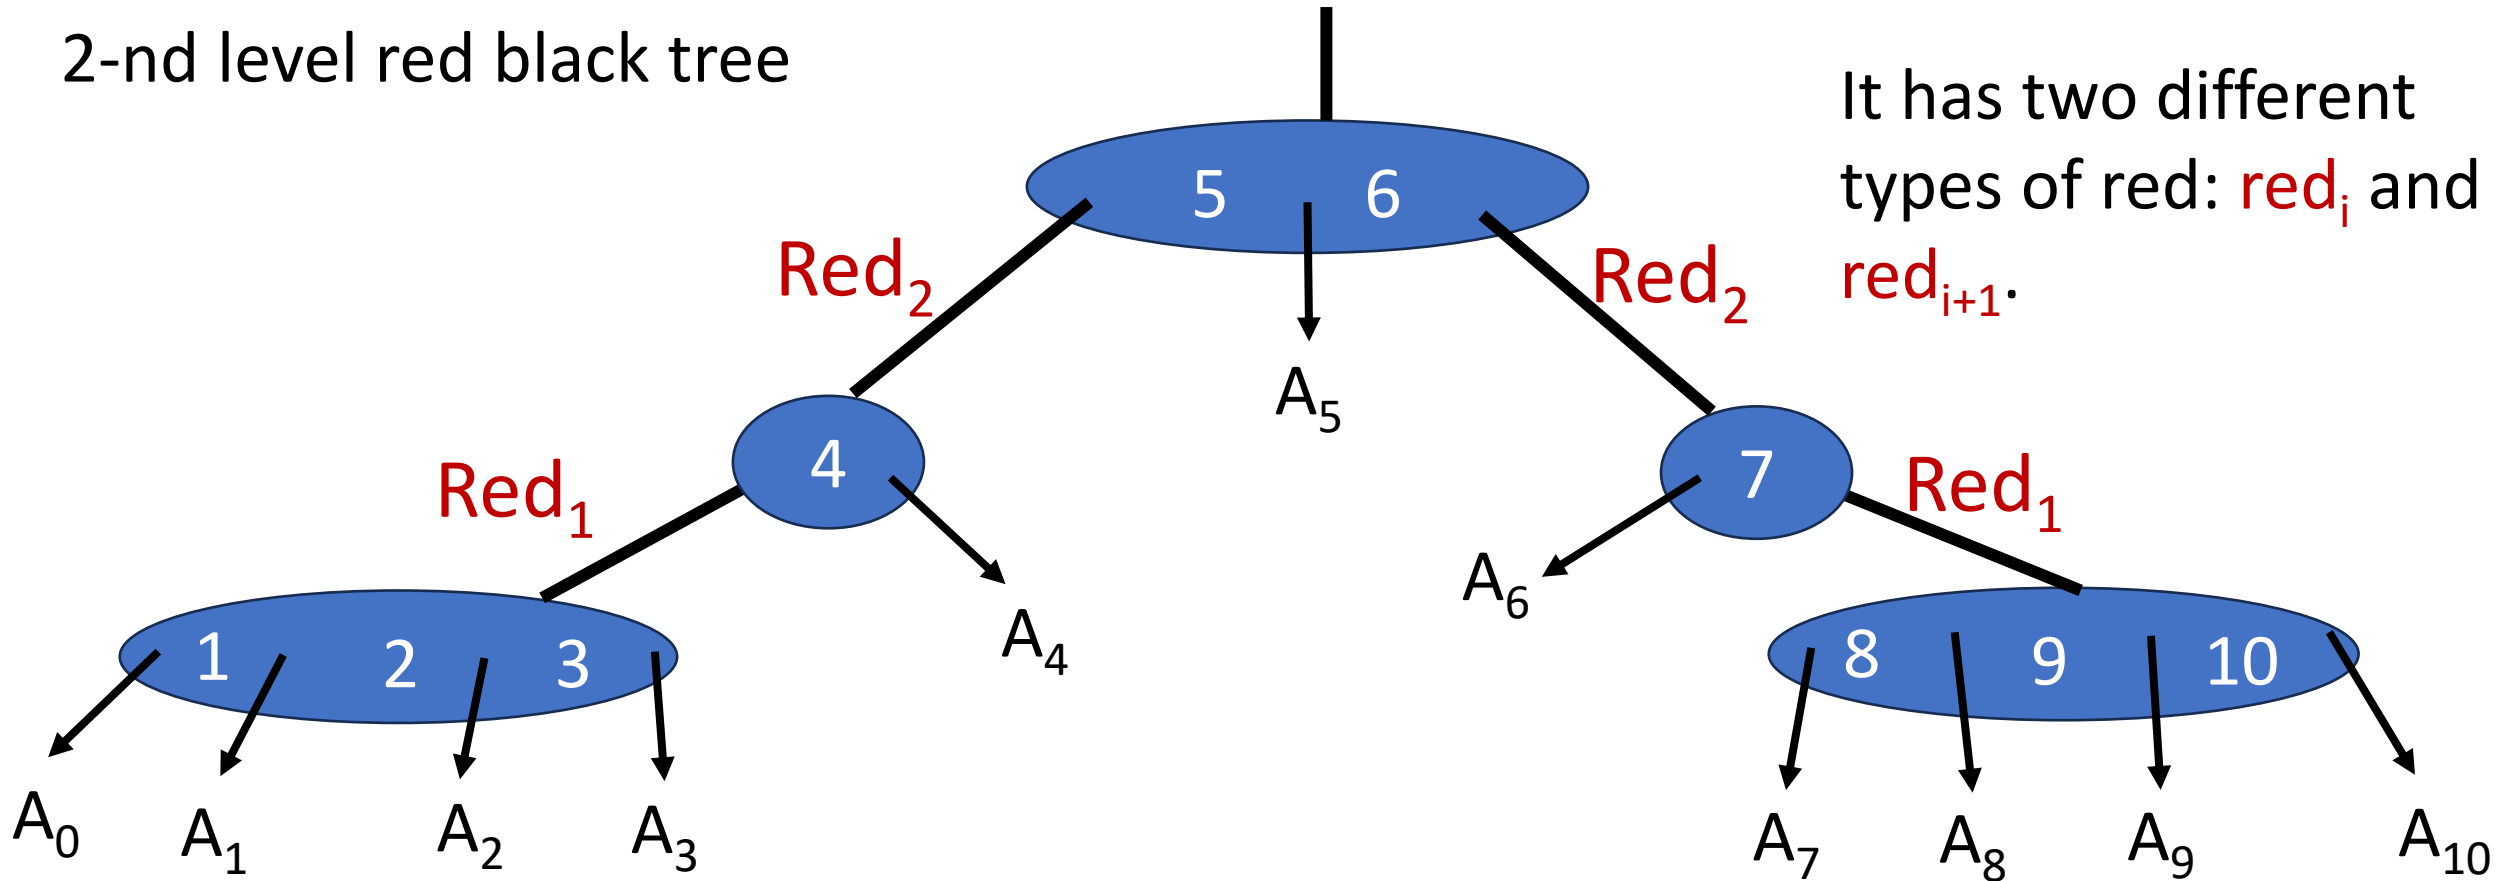 2-nd level red black tree
It has two different
types of red: redᵢ and
redᵢ₊₁.
5 6
Red₂ Red₂
A₅
4 7
Red₁ Red₁
A₄ A₆
1 2 3 8 9 10
A₀ A₁ A₂ A₃ A₇ A₈ A₉ A₁₀